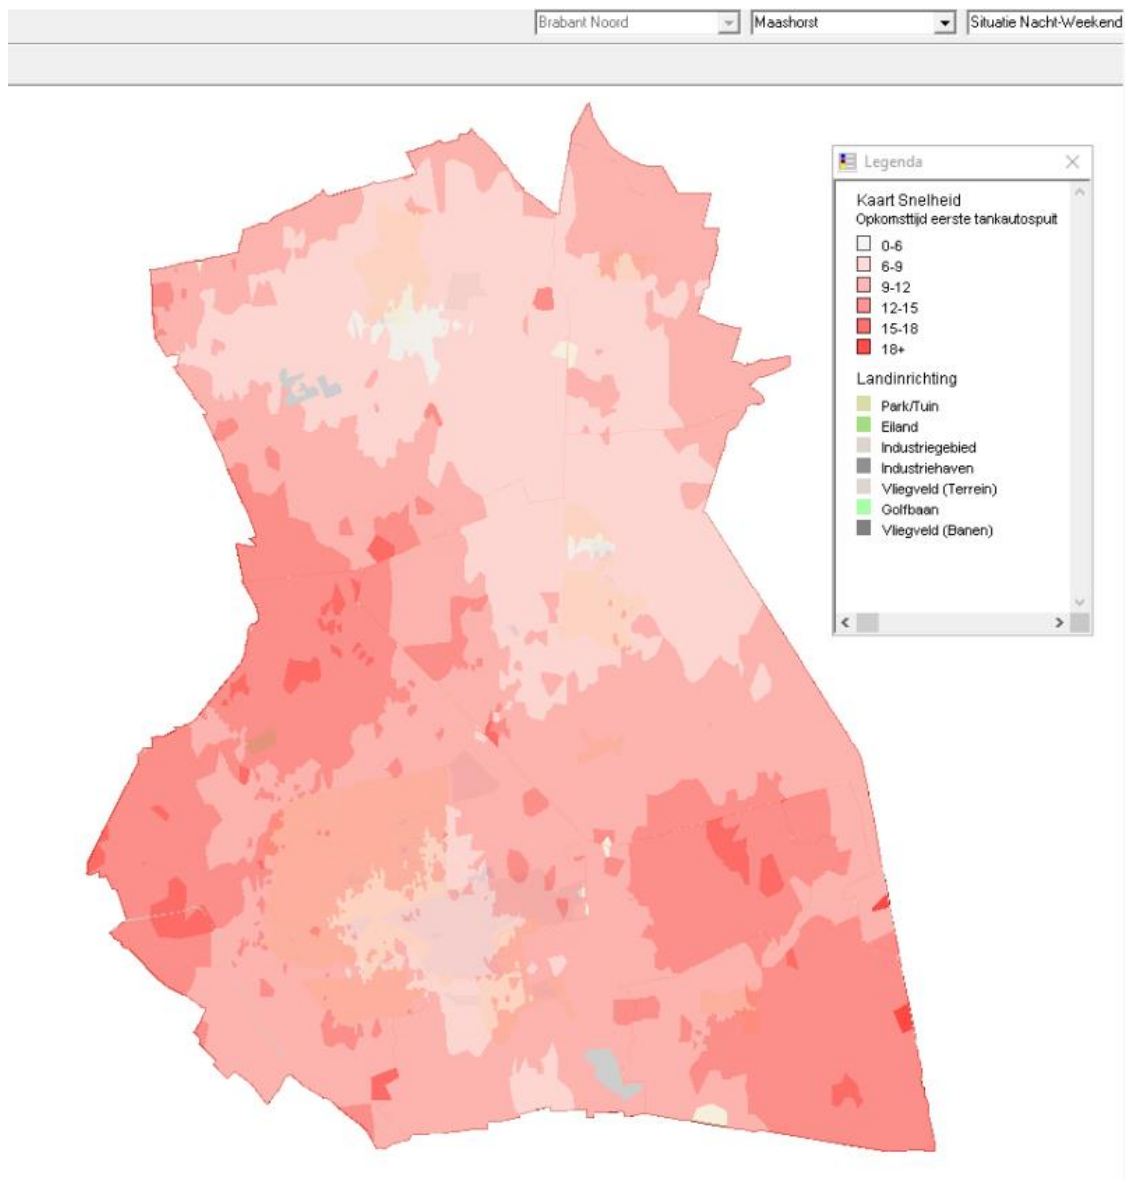 Brabant Noord
Maashorst
Situatie Nacht-Weekend
Legenda
Kaart Snelheid
Opkomsttijd eerste tankautospuit
0-6
6-9
9-12
12-15
15-18
18+
Landinrichting
Park/Tuin
Eiland
Industriegebied
Industriehaven
Vliegveld (Terrein)
Golfbaan
Vliegveld (Banen)